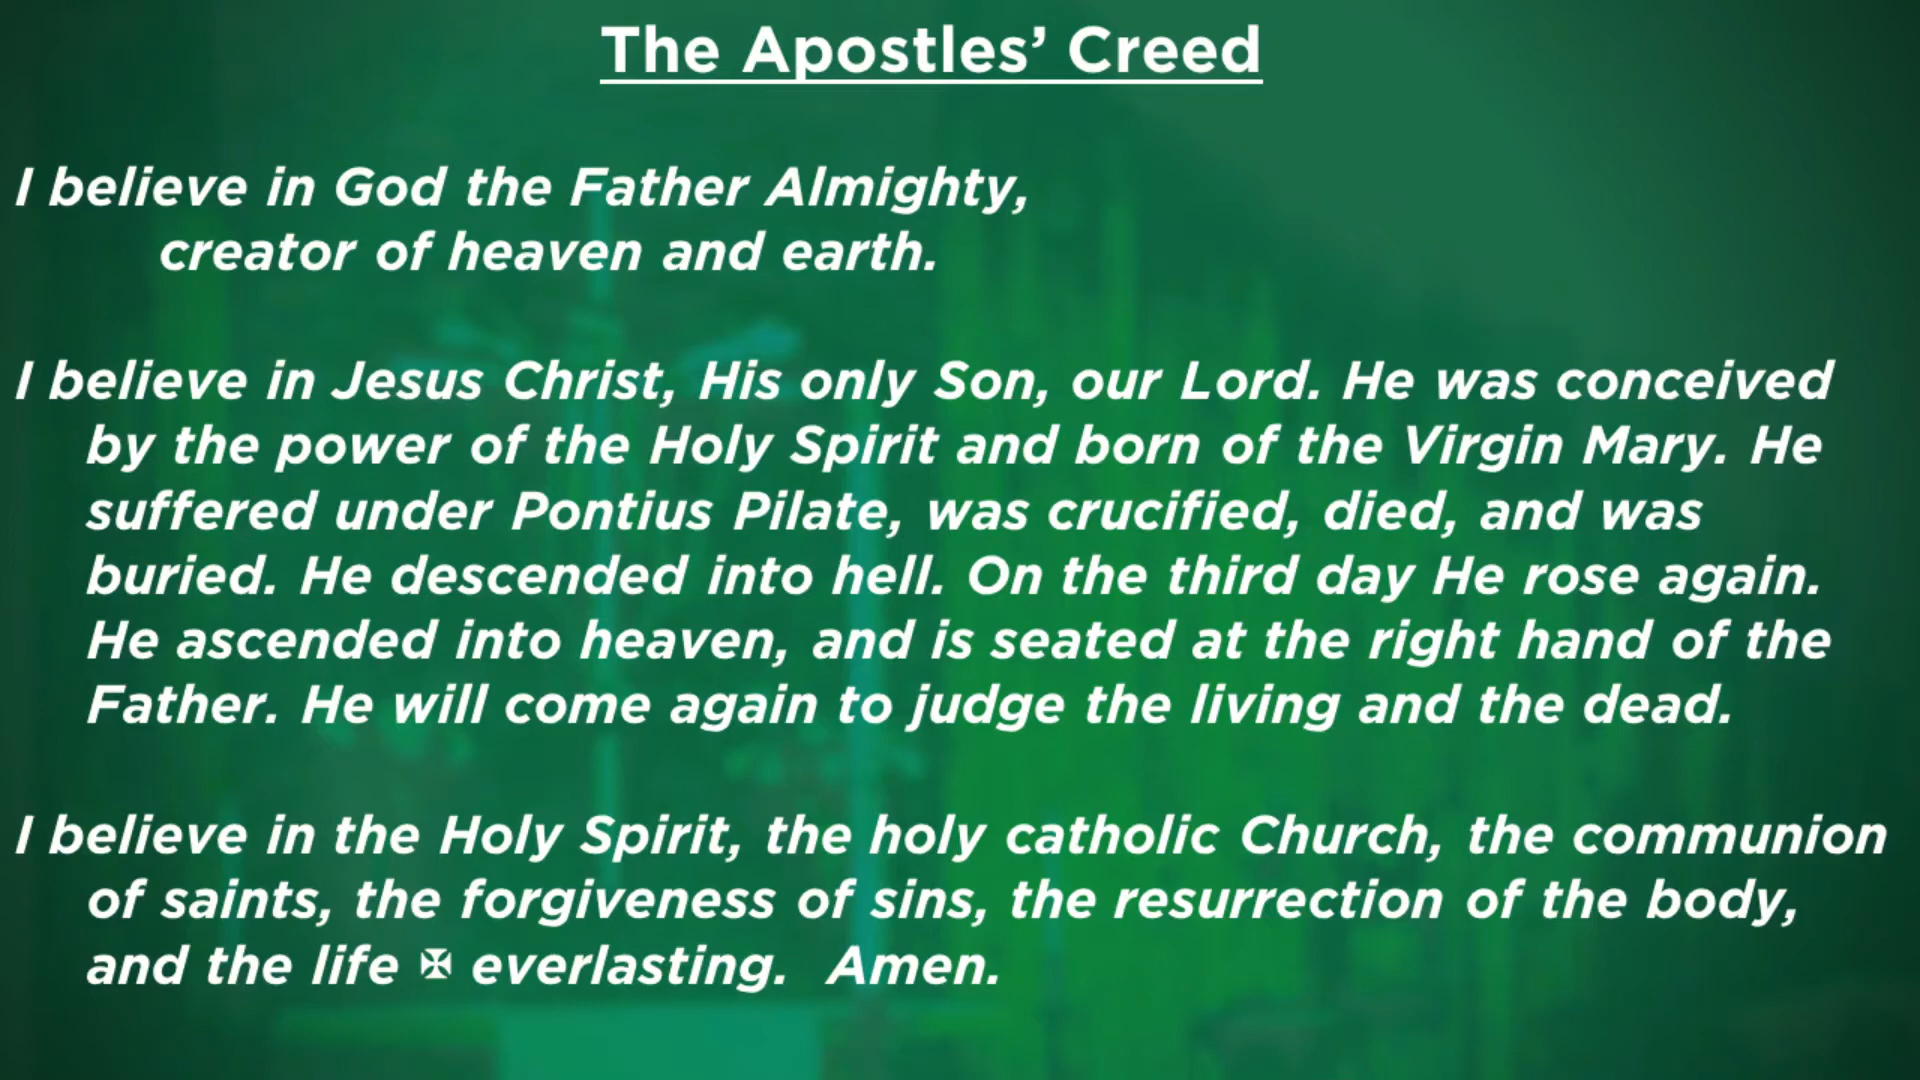 The Apostles’ Creed
I believe in God the Father Almighty,
creator of heaven and earth.
I believe in Jesus Christ, His only Son, our Lord. He was conceived
by the power of the Holy Spirit and born of the Virgin Mary. He
suffered under Pontius Pilate, was crucified, died, and was
buried. He descended into hell. On the third day He rose again.
He ascended into heaven, and is seated at the right hand of the
Father. He will come again to judge the living and the dead.
I believe in the Holy Spirit, the holy catholic Church, the communion
of saints, the forgiveness of sins, the resurrection of the body,
and the life ✠ everlasting. Amen.